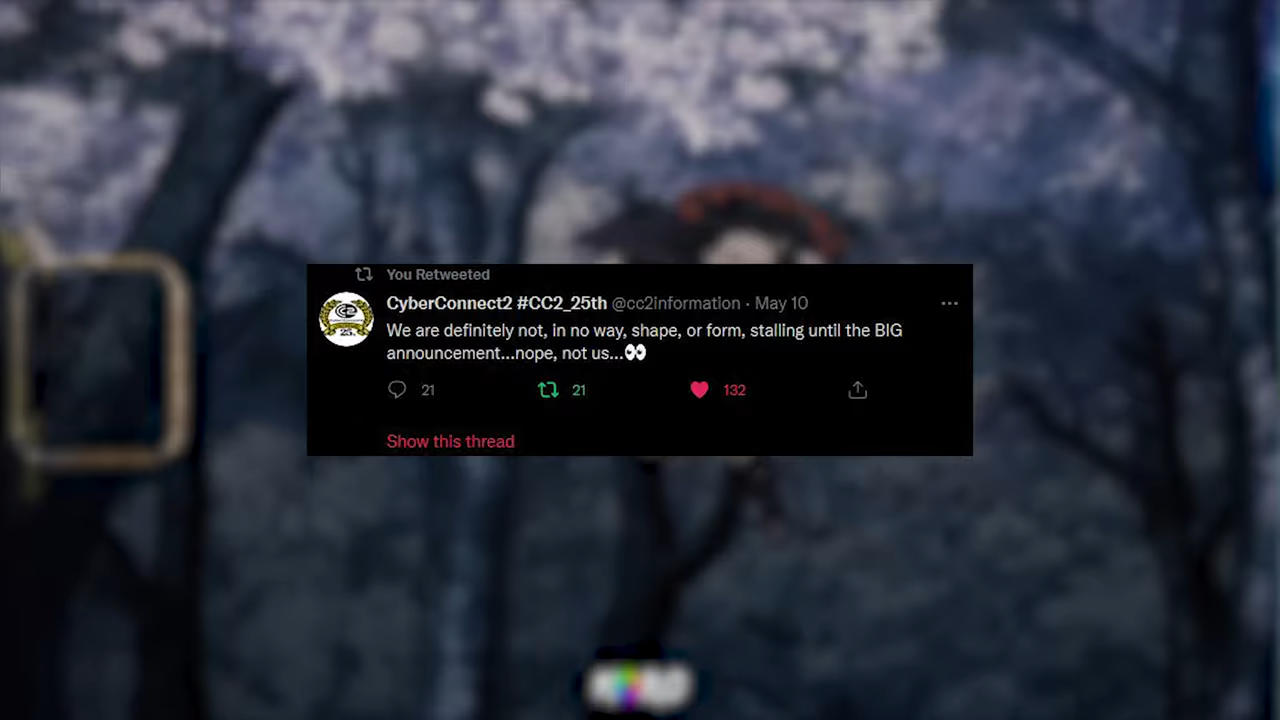 You Retweeted
CyberConnect2 #CC2_25th @cc2information · May 10
We are definitely not, in no way, shape, or form, stalling until the BIG
announcement...nope, not us...👀
21 21 132
Show this thread